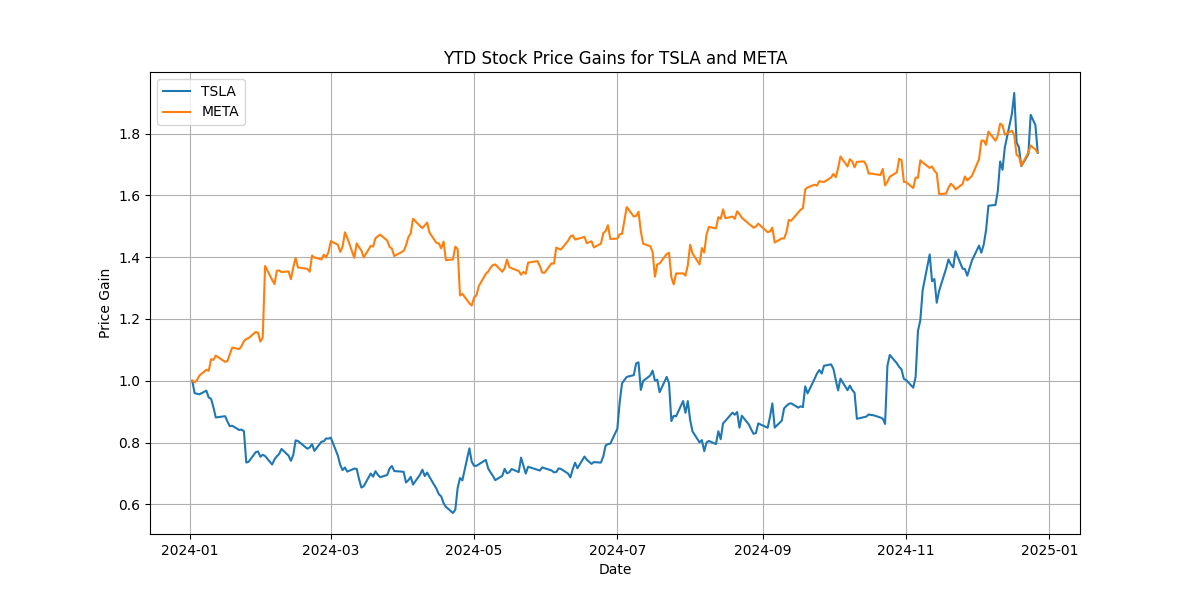 YTD Stock Price Gains for TSLA and META
TSLA
META
Price Gain
1.8
1.6
1.4
1.2
1.0
0.8
0.6
2024-01
2024-03
2024-05
2024-07
2024-09
2024-11
2025-01
Date